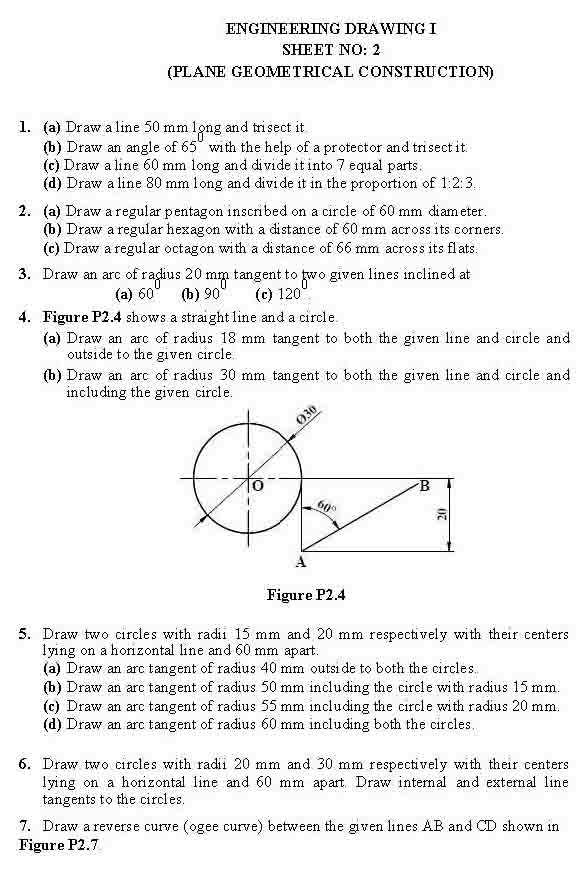 ENGINEERING DRAWING I
SHEET NO: 2
(PLANE GEOMETRICAL CONSTRUCTION)
1. (a) Draw a line 50 mm long and trisect it.
(b) Draw an angle of 65⁰ with the help of a protector and trisect it.
(c) Draw a line 60 mm long and divide it into 7 equal parts.
(d) Draw a line 80 mm long and divide it in the proportion of 1:2:3.
2. (a) Draw a regular pentagon inscribed on a circle of 60 mm diameter.
(b) Draw a regular hexagon with a distance of 60 mm across its corners.
(c) Draw a regular octagon with a distance of 66 mm across its flats.
3. Draw an arc of radius 20 mm tangent to two given lines inclined at
(a) 60⁰ (b) 90⁰ (c) 120⁰.
4. Figure P2.4 shows a straight line and a circle.
(a) Draw an arc of radius 18 mm tangent to both the given line and circle and
outside to the given circle.
(b) Draw an arc of radius 30 mm tangent to both the given line and circle and
including the given circle.
Ø30
O
B
60°
20
A
Figure P2.4
5. Draw two circles with radii 15 mm and 20 mm respectively with their centers
lying on a horizontal line and 60 mm apart.
(a) Draw an arc tangent of radius 40 mm outside to both the circles.
(b) Draw an arc tangent of radius 50 mm including the circle with radius 15 mm.
(c) Draw an arc tangent of radius 55 mm including the circle with radius 20 mm.
(d) Draw an arc tangent of radius 60 mm including both the circles.
6. Draw two circles with radii 20 mm and 30 mm respectively with their centers
lying on a horizontal line and 60 mm apart. Draw internal and external line
tangents to the circles.
7. Draw a reverse curve (ogee curve) between the given lines AB and CD shown in
Figure P2.7.